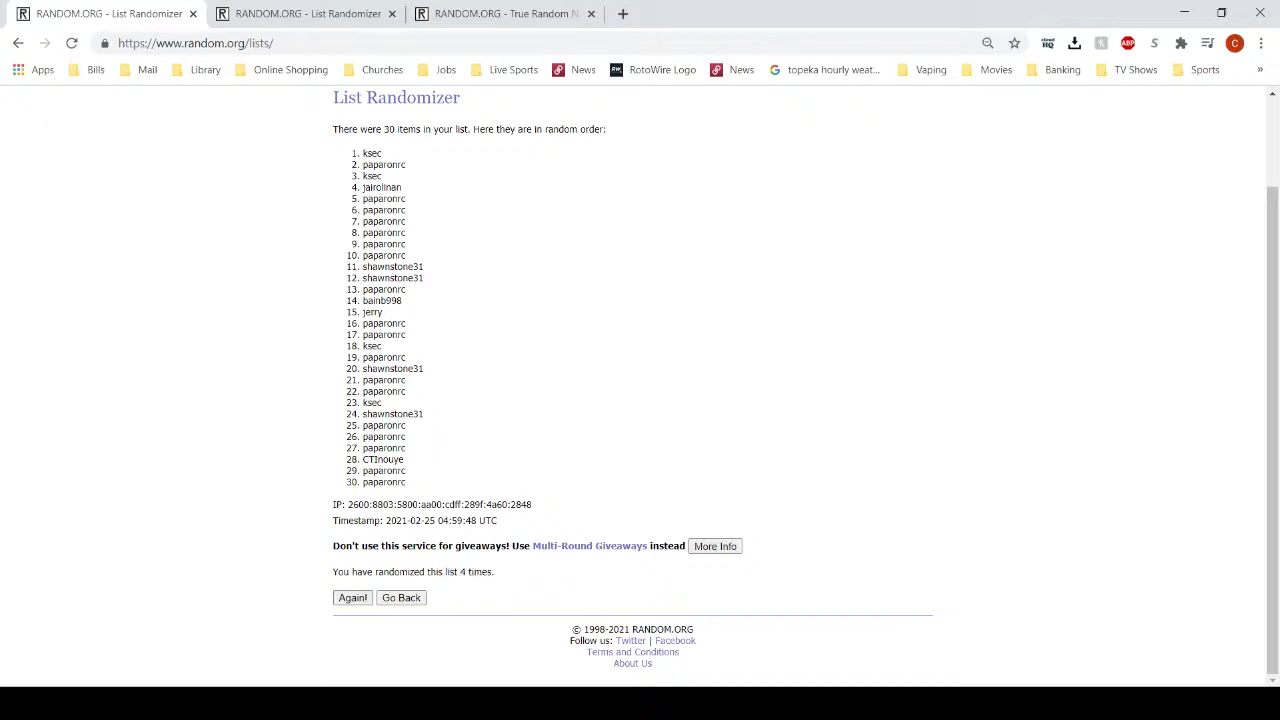 RANDOM.ORG - List Randomizer
RANDOM.ORG - List Randomizer
RANDOM.ORG - True Random N
https://www.random.org/lists/
cloud HQ
ABP
C
Apps
Bills
Mail
Library
Online Shopping
Churches
Jobs
Live Sports
News
RotoWire Logo
News
topeka hourly weat...
Vaping
Movies
Banking
TV Shows
Sports
List Randomizer
There were 30 items in your list. Here they are in random order:
1. ksec
2. paparonrc
3. ksec
4. jairolinan
5. paparonrc
6. paparonrc
7. paparonrc
8. paparonrc
9. paparonrc
10. paparonrc
11. shawnstone31
12. shawnstone31
13. paparonrc
14. bainb998
15. jerry
16. paparonrc
17. paparonrc
18. ksec
19. paparonrc
20. shawnstone31
21. paparonrc
22. paparonrc
23. ksec
24. shawnstone31
25. paparonrc
26. paparonrc
27. paparonrc
28. CTInouye
29. paparonrc
30. paparonrc
IP: 2600:8803:5800:aa00:cdff:289f:4a60:2848
Timestamp: 2021-02-25 04:59:48 UTC
Don't use this service for giveaways! Use Multi-Round Giveaways instead More Info
You have randomized this list 4 times.
Again! Go Back
© 1998-2021 RANDOM.ORG
Follow us: Twitter | Facebook
Terms and Conditions
About Us